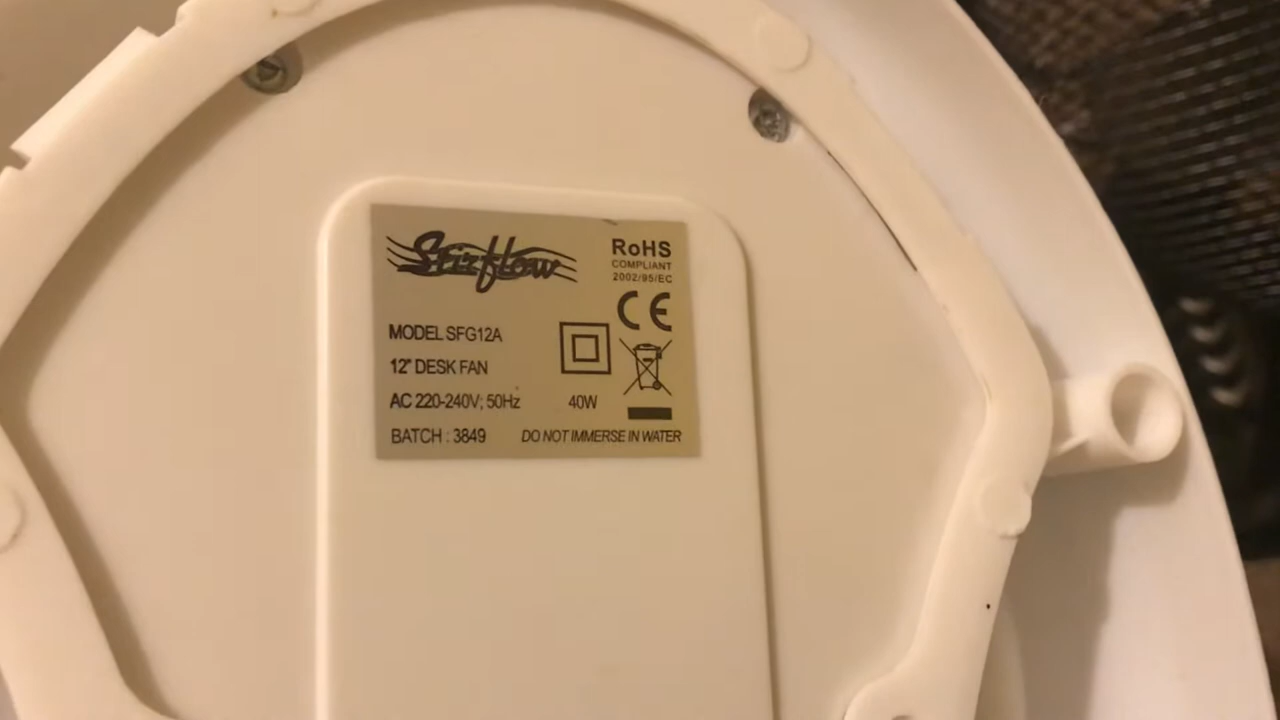 Stirflow
RoHS
COMPLIANT
2002/95/EC
CE
MODEL SFG12A
12" DESK FAN
AC 220-240V; 50Hz
40W
BATCH : 3849
DO NOT IMMERSE IN WATER